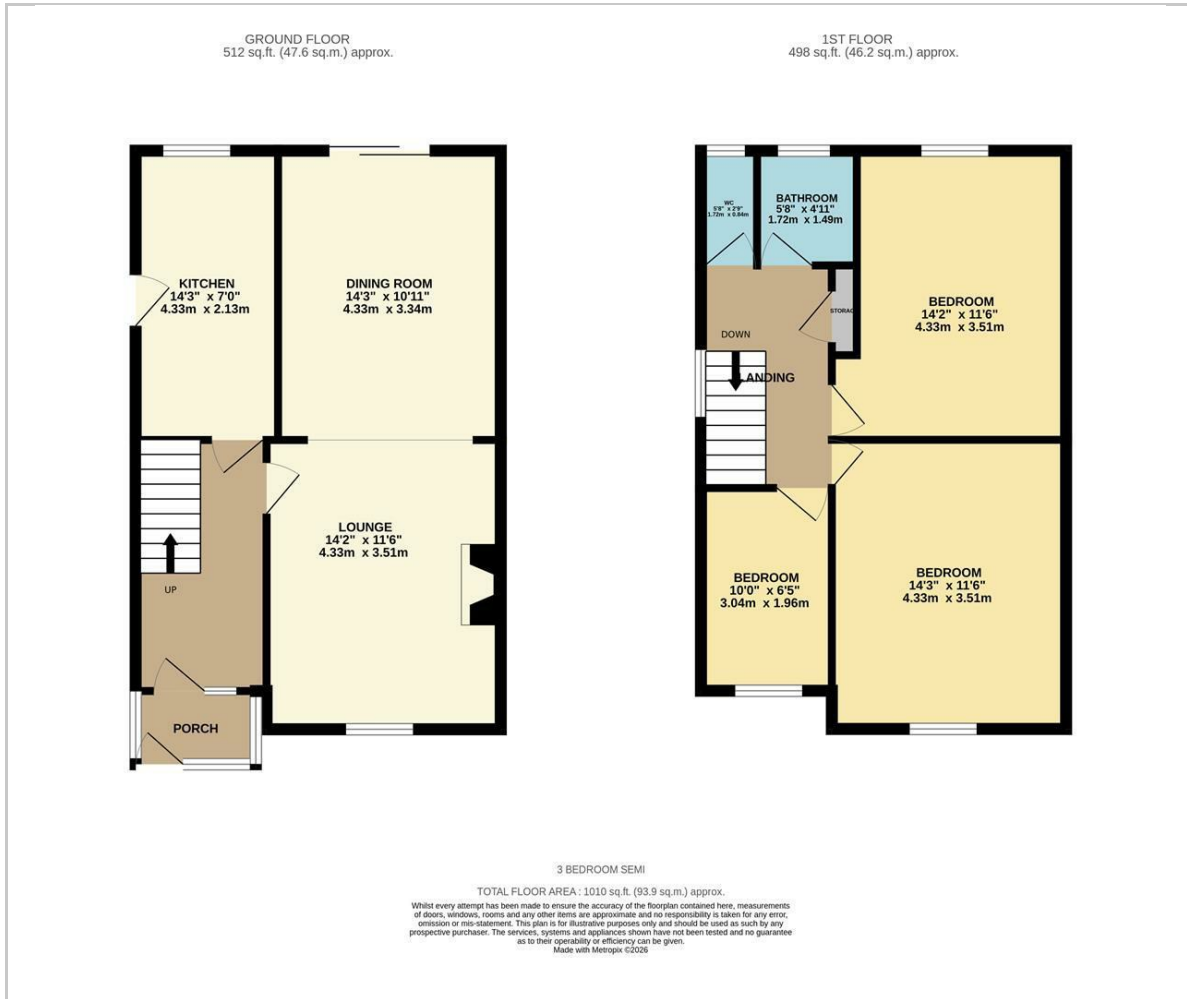 GROUND FLOOR
512 sq.ft. (47.6 sq.m.) approx.
KITCHEN
14'3" x 7'0"
4.33m x 2.13m
DINING ROOM
14'3" x 10'11"
4.33m x 3.34m
LOUNGE
14'2" x 11'6"
4.33m x 3.51m
UP
PORCH
1ST FLOOR
498 sq.ft. (46.2 sq.m.) approx.
WC
5'8" x 2'9"
1.72m x 0.84m
BATHROOM
5'8" x 4'11"
1.72m x 1.49m
BEDROOM
14'2" x 11'6"
4.33m x 3.51m
STORAG
DOWN
LANDING
BEDROOM
10'0" x 6'5"
3.04m x 1.96m
BEDROOM
14'3" x 11'6"
4.33m x 3.51m
3 BEDROOM SEMI
TOTAL FLOOR AREA : 1010 sq.ft. (93.9 sq.m.) approx.
Whilst every attempt has been made to ensure the accuracy of the floorplan contained here, measurements
of doors, windows, rooms and any other items are approximate and no responsibility is taken for any error,
omission or mis-statement. This plan is for illustrative purposes only and should be used as such by any
prospective purchaser. The services, systems and appliances shown have not been tested and no guarantee
as to their operability or efficiency can be given.
Made with Metropix ©2026